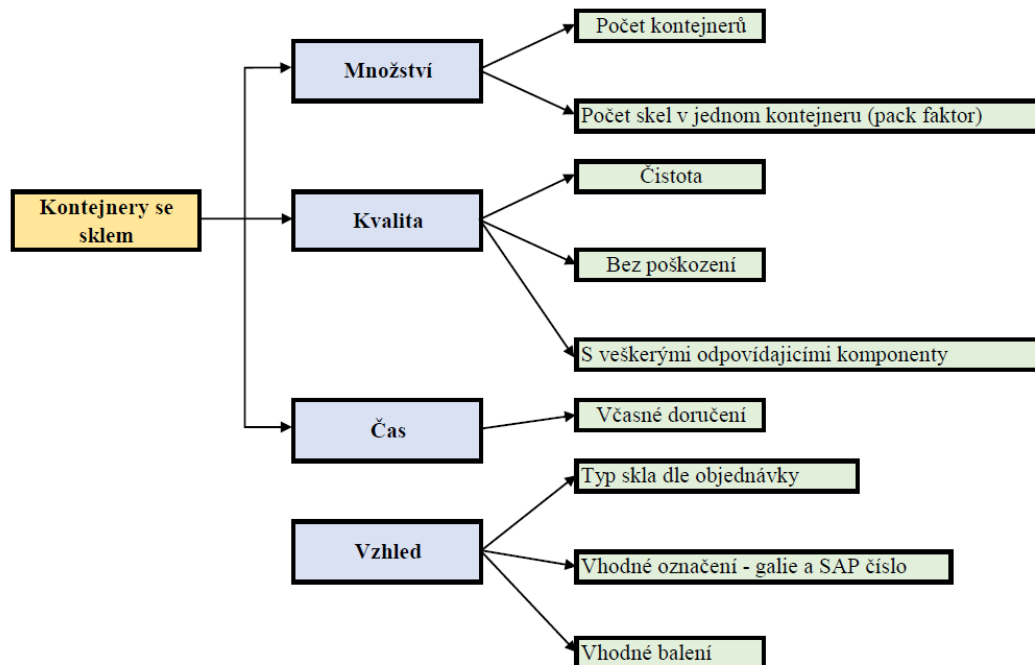 Počet kontejnerů
Množství
Počet skel v jednom kontejneru (pack faktor)
Čistota
Kontejnery se
sklem
Kvalita
Bez poškození
S veškerými odpovídajicími komponenty
Čas
Včasné doručení
Typ skla dle objednávky
Vzhled
Vhodné označení - galie a SAP číslo
Vhodné balení